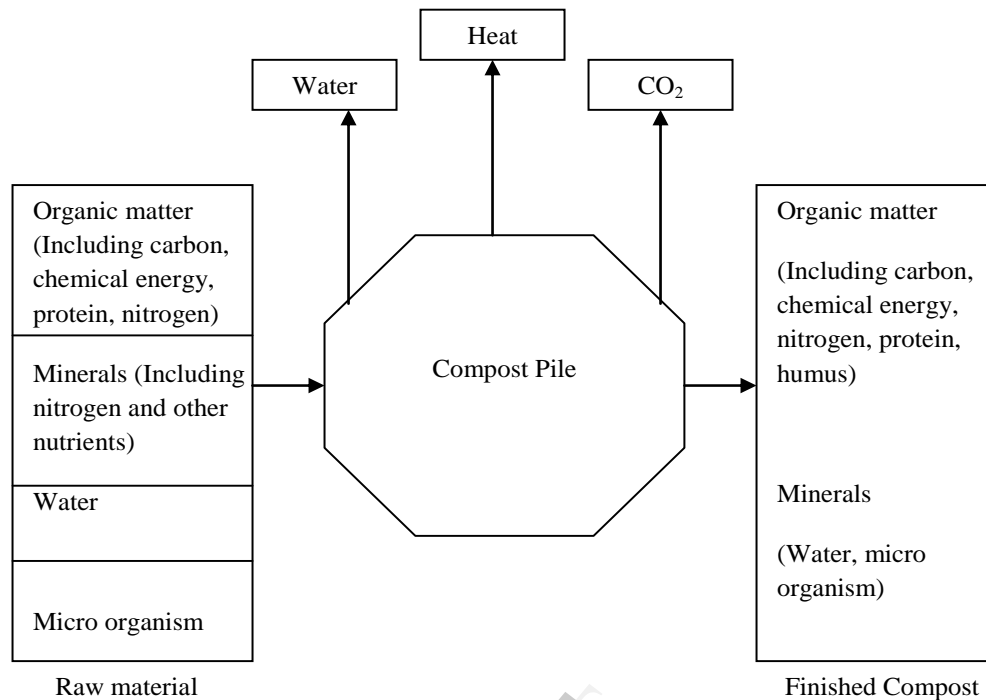 Heat
Water
CO₂
Organic matter
(Including carbon,
chemical energy,
protein, nitrogen)
Minerals (Including
nitrogen and other
nutrients)
Water
Micro organism
Raw material
Compost Pile
Organic matter
(Including carbon,
chemical energy,
nitrogen, protein,
humus)
Minerals
(Water, micro
organism)
Finished Compost